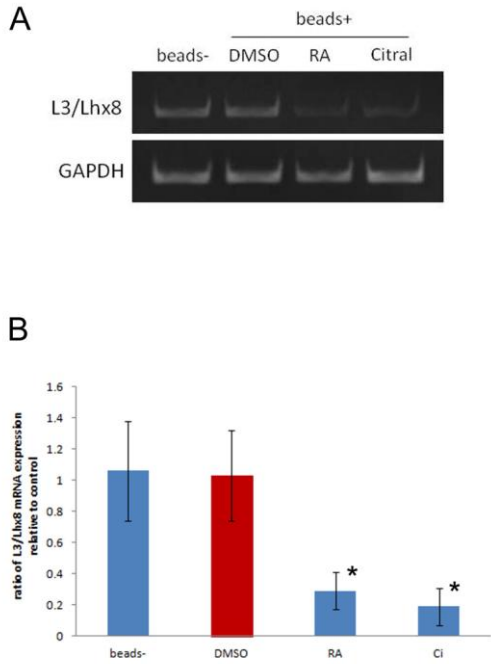 A
beads+
beads- DMSO RA Citral
L3/Lhx8
GAPDH
B
ratio of L3/Lhx8 mRNA expression
relative to control
1.6
1.4
1.2
1
0.8
0.6
0.4
0.2
0
* *
beads- DMSO RA Ci